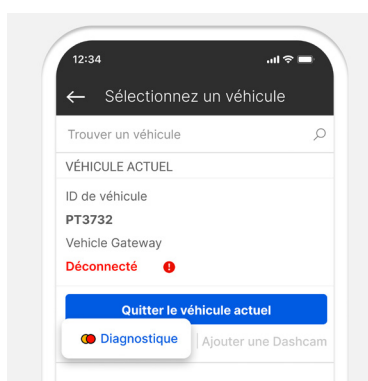 12:34
Sélectionnez un véhicule
Trouver un véhicule
VÉHICULE ACTUEL
ID de véhicule
PT3732
Vehicle Gateway
Déconnecté
Quitter le véhicule actuel
Diagnostique | Ajouter une Dashcam